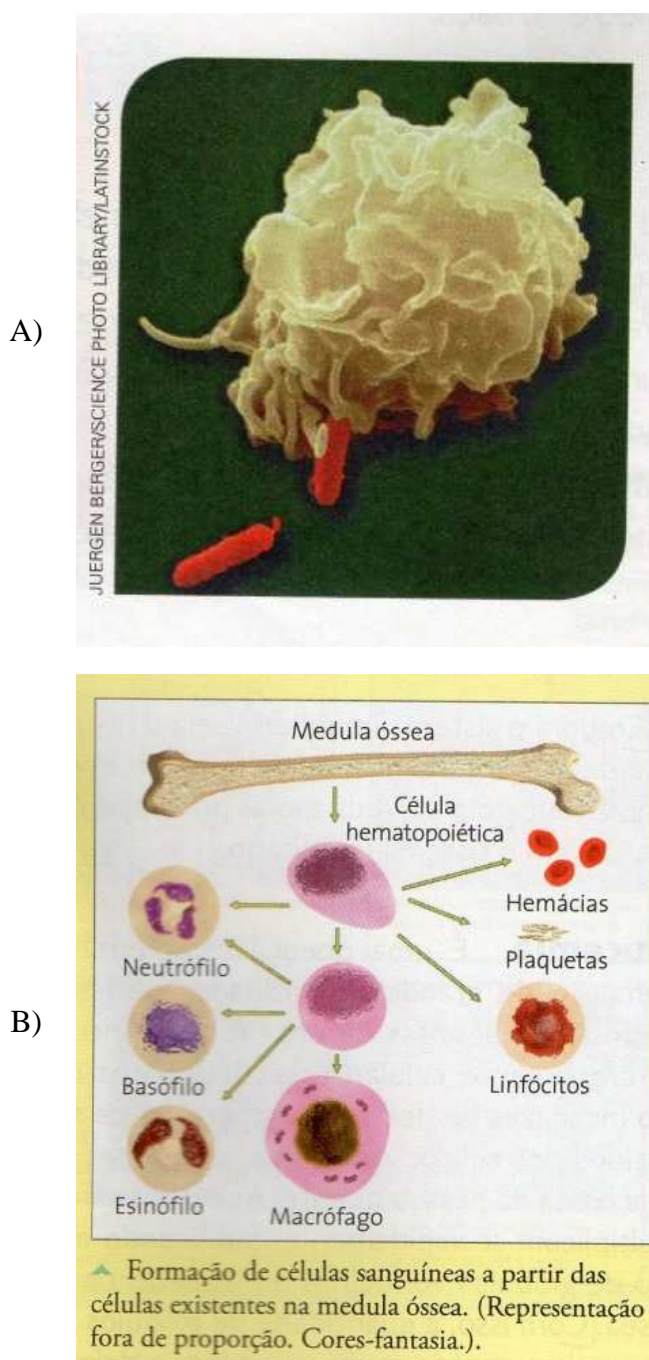 JUERGEN BERGER/SCIENCE PHOTO LIBRARY/LATINSTOCK
A)
Medula óssea
Célula
hematopoiética
Hemácias
Neutrófilo
Plaquetas
B)
Basófilo
Linfócitos
Esinófilo
Macrófago
Formação de células sanguíneas a partir das
células existentes na medula óssea. (Representação
fora de proporção. Cores-fantasia.).